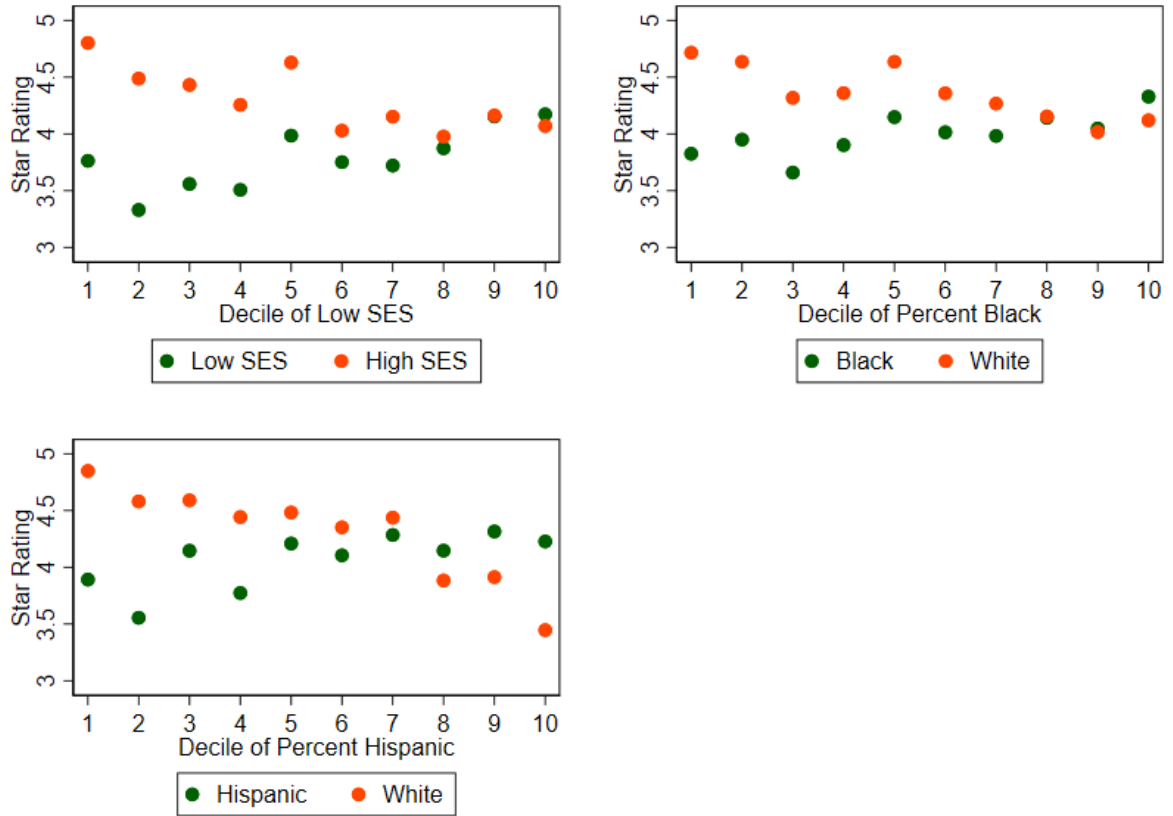 5
4.5
4
3.5
3
Star Rating
1 2 3 4 5 6 7 8 9 10
Decile of Low SES
Low SES High SES
5
4.5
4
3.5
3
Star Rating
1 2 3 4 5 6 7 8 9 10
Decile of Percent Black
Black White
5
4.5
4
3.5
3
Star Rating
1 2 3 4 5 6 7 8 9 10
Decile of Percent Hispanic
Hispanic White